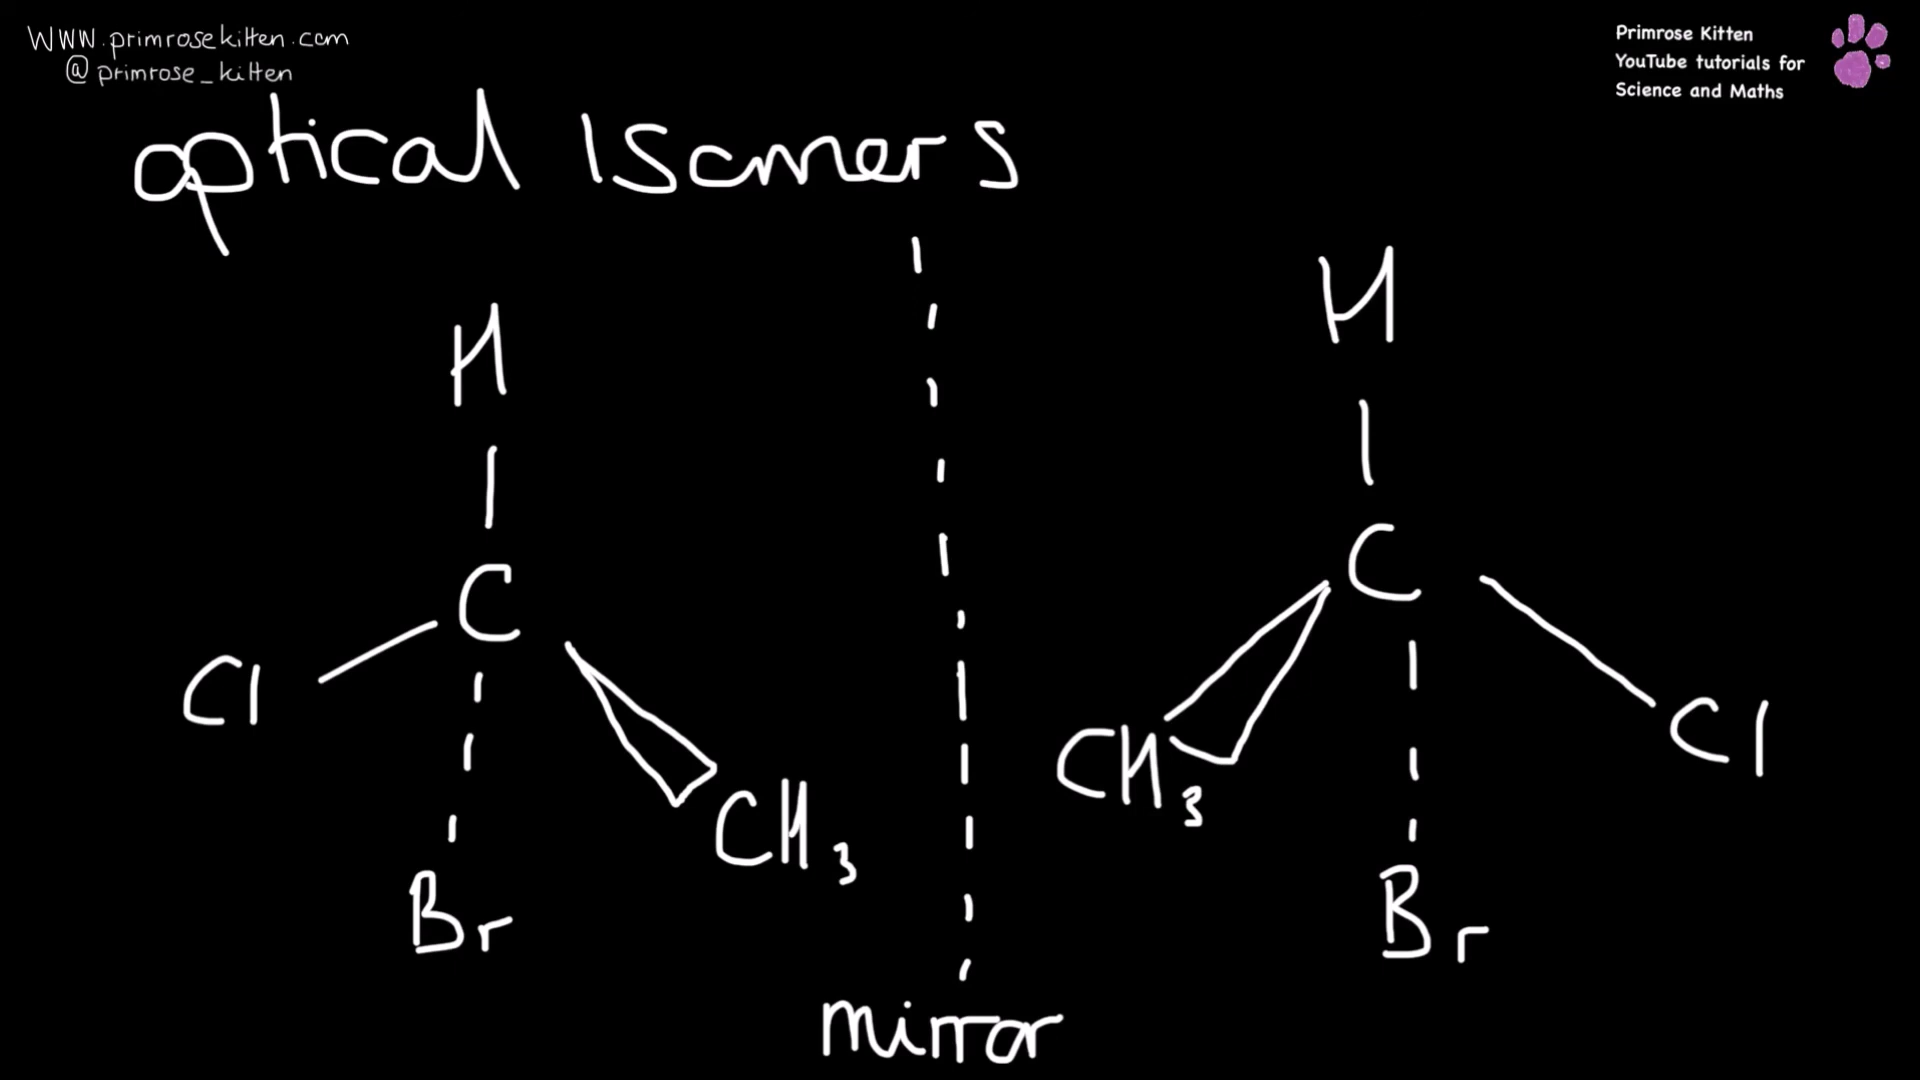 www.primrosekitten.com
@primrose_kitten
Primrose Kitten
YouTube tutorials for
Science and Maths
optical Isomers
H
C
Cl
CH3
Br
H
C
CH3
Cl
Br
mirror